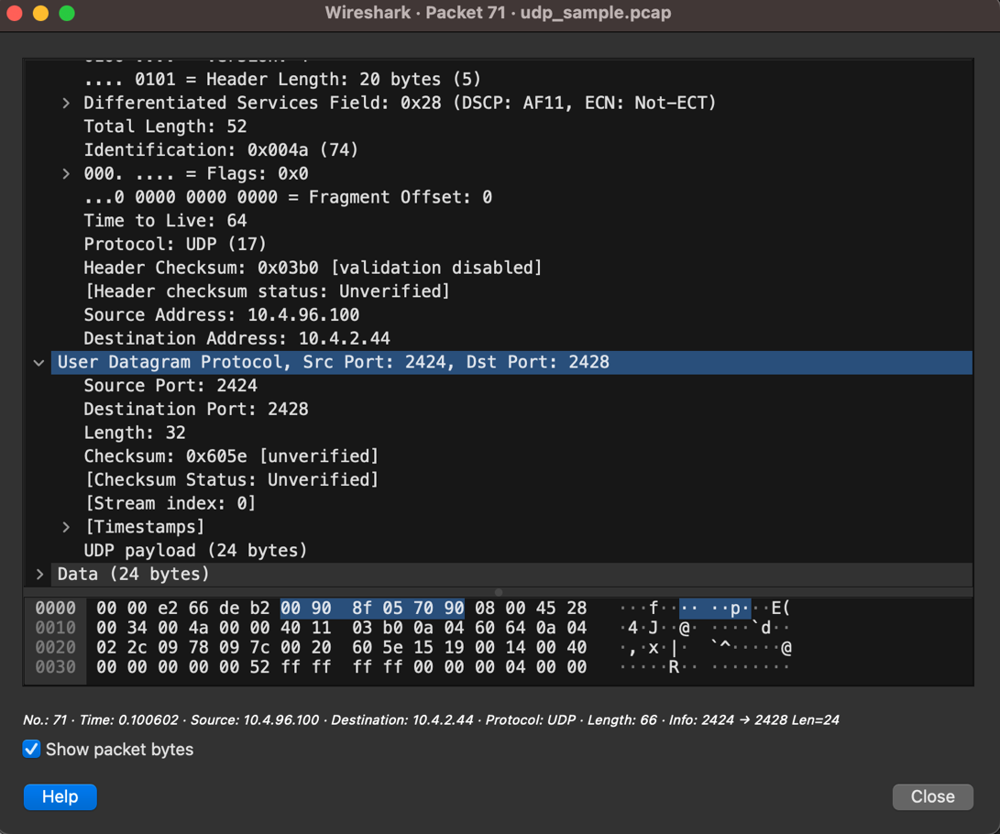 Wireshark · Packet 71 · udp_sample.pcap
.... 0101 = Header Length: 20 bytes (5)
> Differentiated Services Field: 0x28 (DSCP: AF11, ECN: Not-ECT)
Total Length: 52
Identification: 0x004a (74)
> 000. .... = Flags: 0x0
...0 0000 0000 0000 = Fragment Offset: 0
Time to Live: 64
Protocol: UDP (17)
Header Checksum: 0x03b0 [validation disabled]
[Header checksum status: Unverified]
Source Address: 10.4.96.100
Destination Address: 10.4.2.44
User Datagram Protocol, Src Port: 2424, Dst Port: 2428
Source Port: 2424
Destination Port: 2428
Length: 32
Checksum: 0x605e [unverified]
[Checksum Status: Unverified]
[Stream index: 0]
> [Timestamps]
UDP payload (24 bytes)
> Data (24 bytes)
0000 00 00 e2 66 de b2 00 90 8f 05 70 90 08 00 45 28 ···f·· ·· ··p· ··E(
0010 00 34 00 4a 00 00 40 11 03 b0 0a 04 60 64 0a 04 ·4·J··@· ····`d··
0020 02 2c 09 78 09 7c 00 20 60 5e 15 19 00 14 00 40 ·,·x·|· `^·····@
0030 00 00 00 00 00 52 ff ff ff ff 00 00 00 04 00 00 ·····R·· ········
No.: 71 · Time: 0.100602 · Source: 10.4.96.100 · Destination: 10.4.2.44 · Protocol: UDP · Length: 66 · Info: 2424 → 2428 Len=24
Show packet bytes
Help
Close